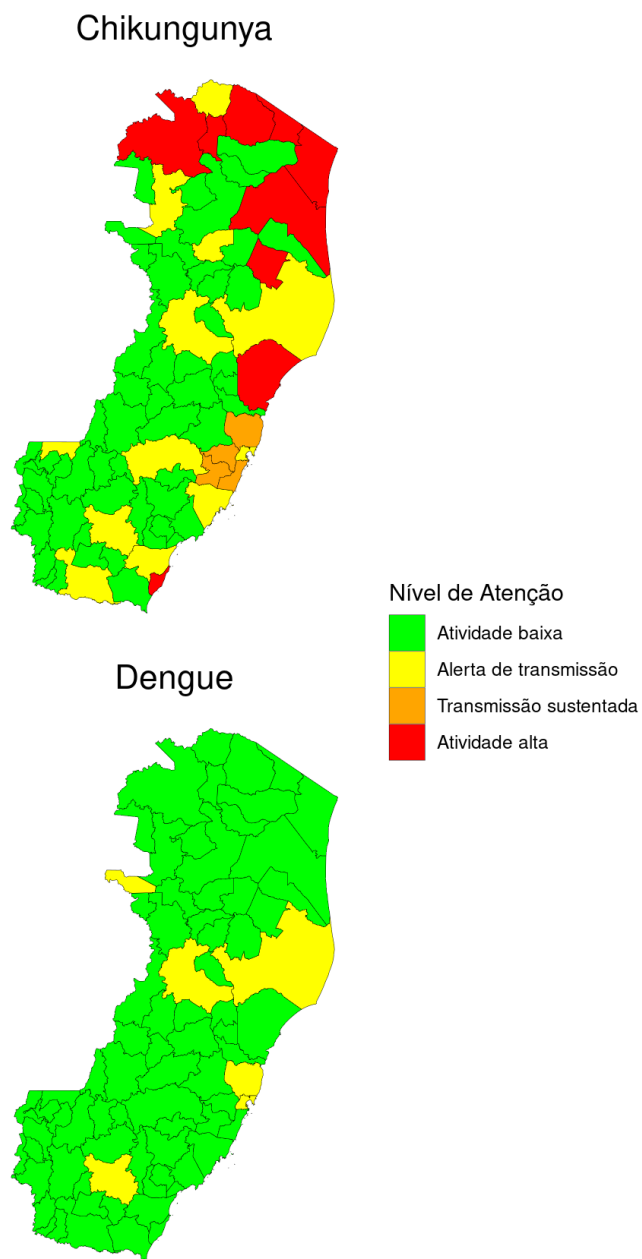 Chikungunya
Nível de Atenção
Atividade baixa
Alerta de transmissão
Transmissão sustentada
Atividade alta
Dengue